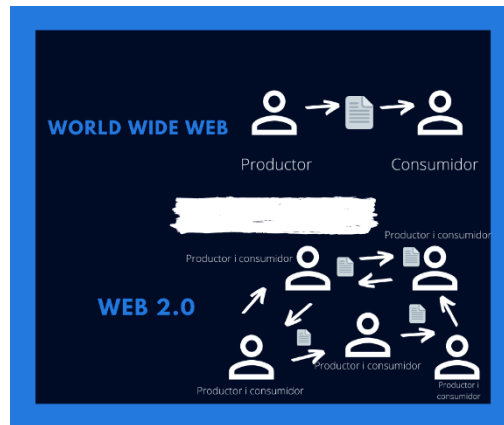 WORLD WIDE WEB
Productor
Consumidor
Productor i consumidor
Productor i consumidor
WEB 2.0
Productor i consumidor
Productor i consumidor
Productor i
consumidor